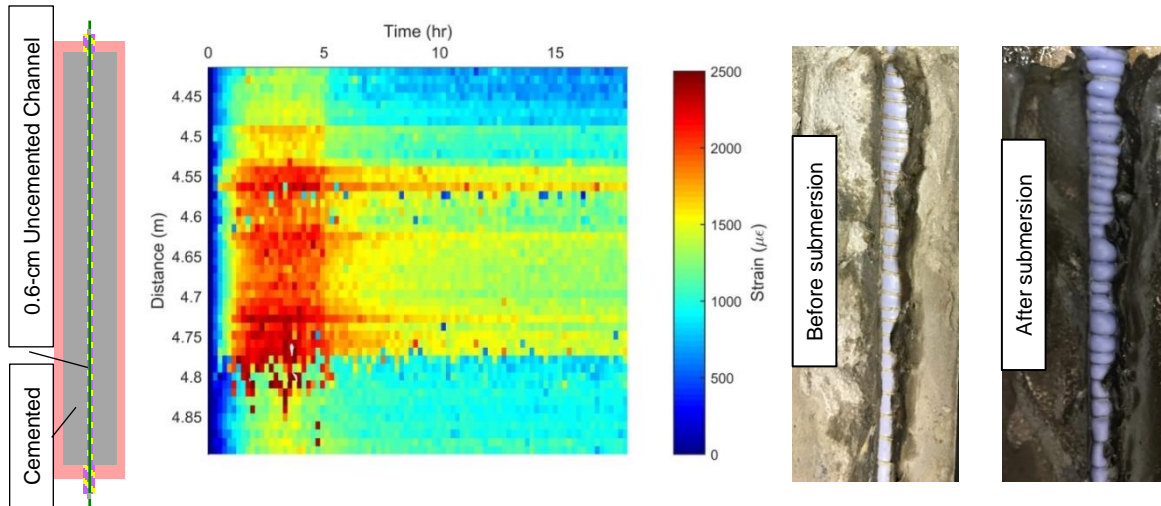 0.6-cm Uncemented Channel
Cemented
Time (hr)
0 5 10 15
Distance (m)
4.45
4.5
4.55
4.6
4.65
4.7
4.75
4.8
4.85
2500
2000
1500
1000
500
0
Strain (με)
Before submersion
After submersion